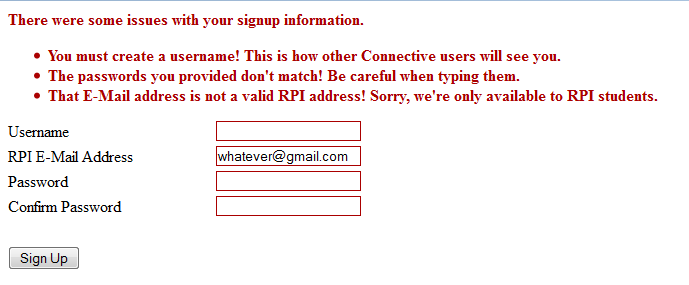 There were some issues with your signup information.
• You must create a username! This is how other Connective users will see you.
• The passwords you provided don't match! Be careful when typing them.
• That E-Mail address is not a valid RPI address! Sorry, we're only available to RPI students.
Username
RPI E-Mail Address whatever@gmail.com
Password
Confirm Password
Sign Up